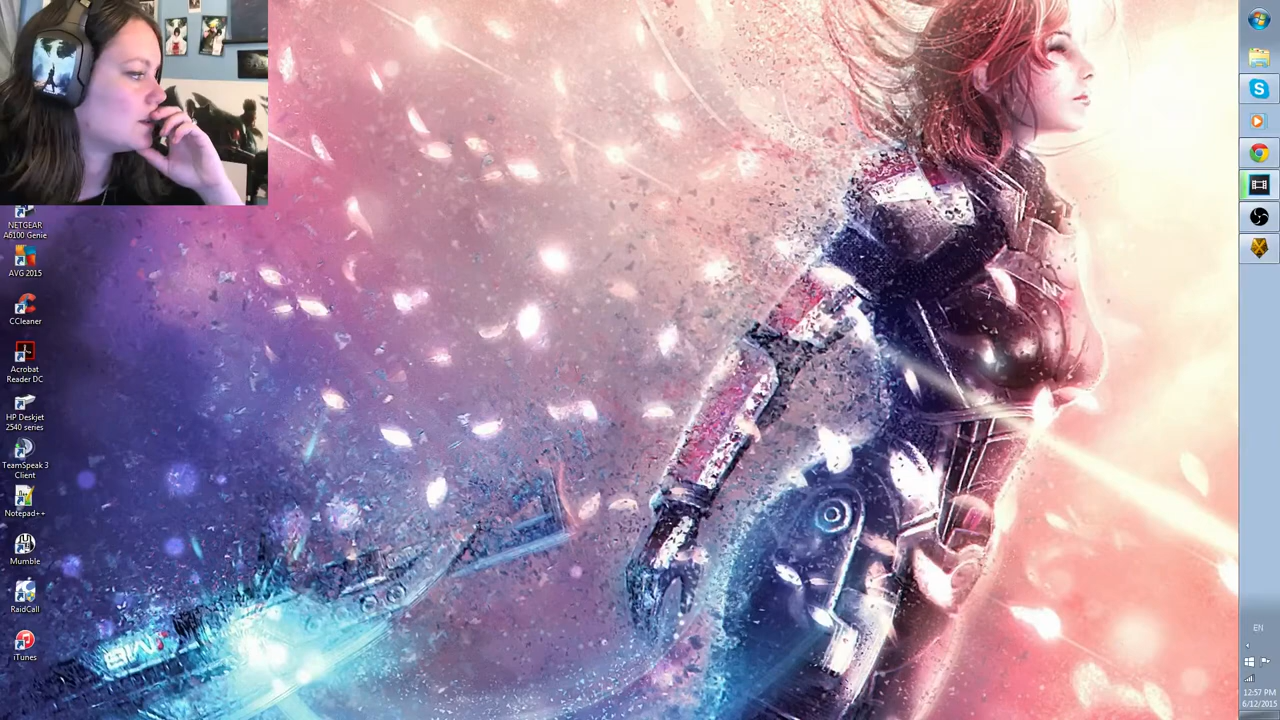 NETGEAR
A6100 Genie
AVG 2015
CCleaner
Acrobat
Reader DC
HP Deskjet
2540 series
TeamSpeak 3
Client
Notepad++
Mumble
RaidCall
iTunes
S
EN
12:57 PM
6/12/2015